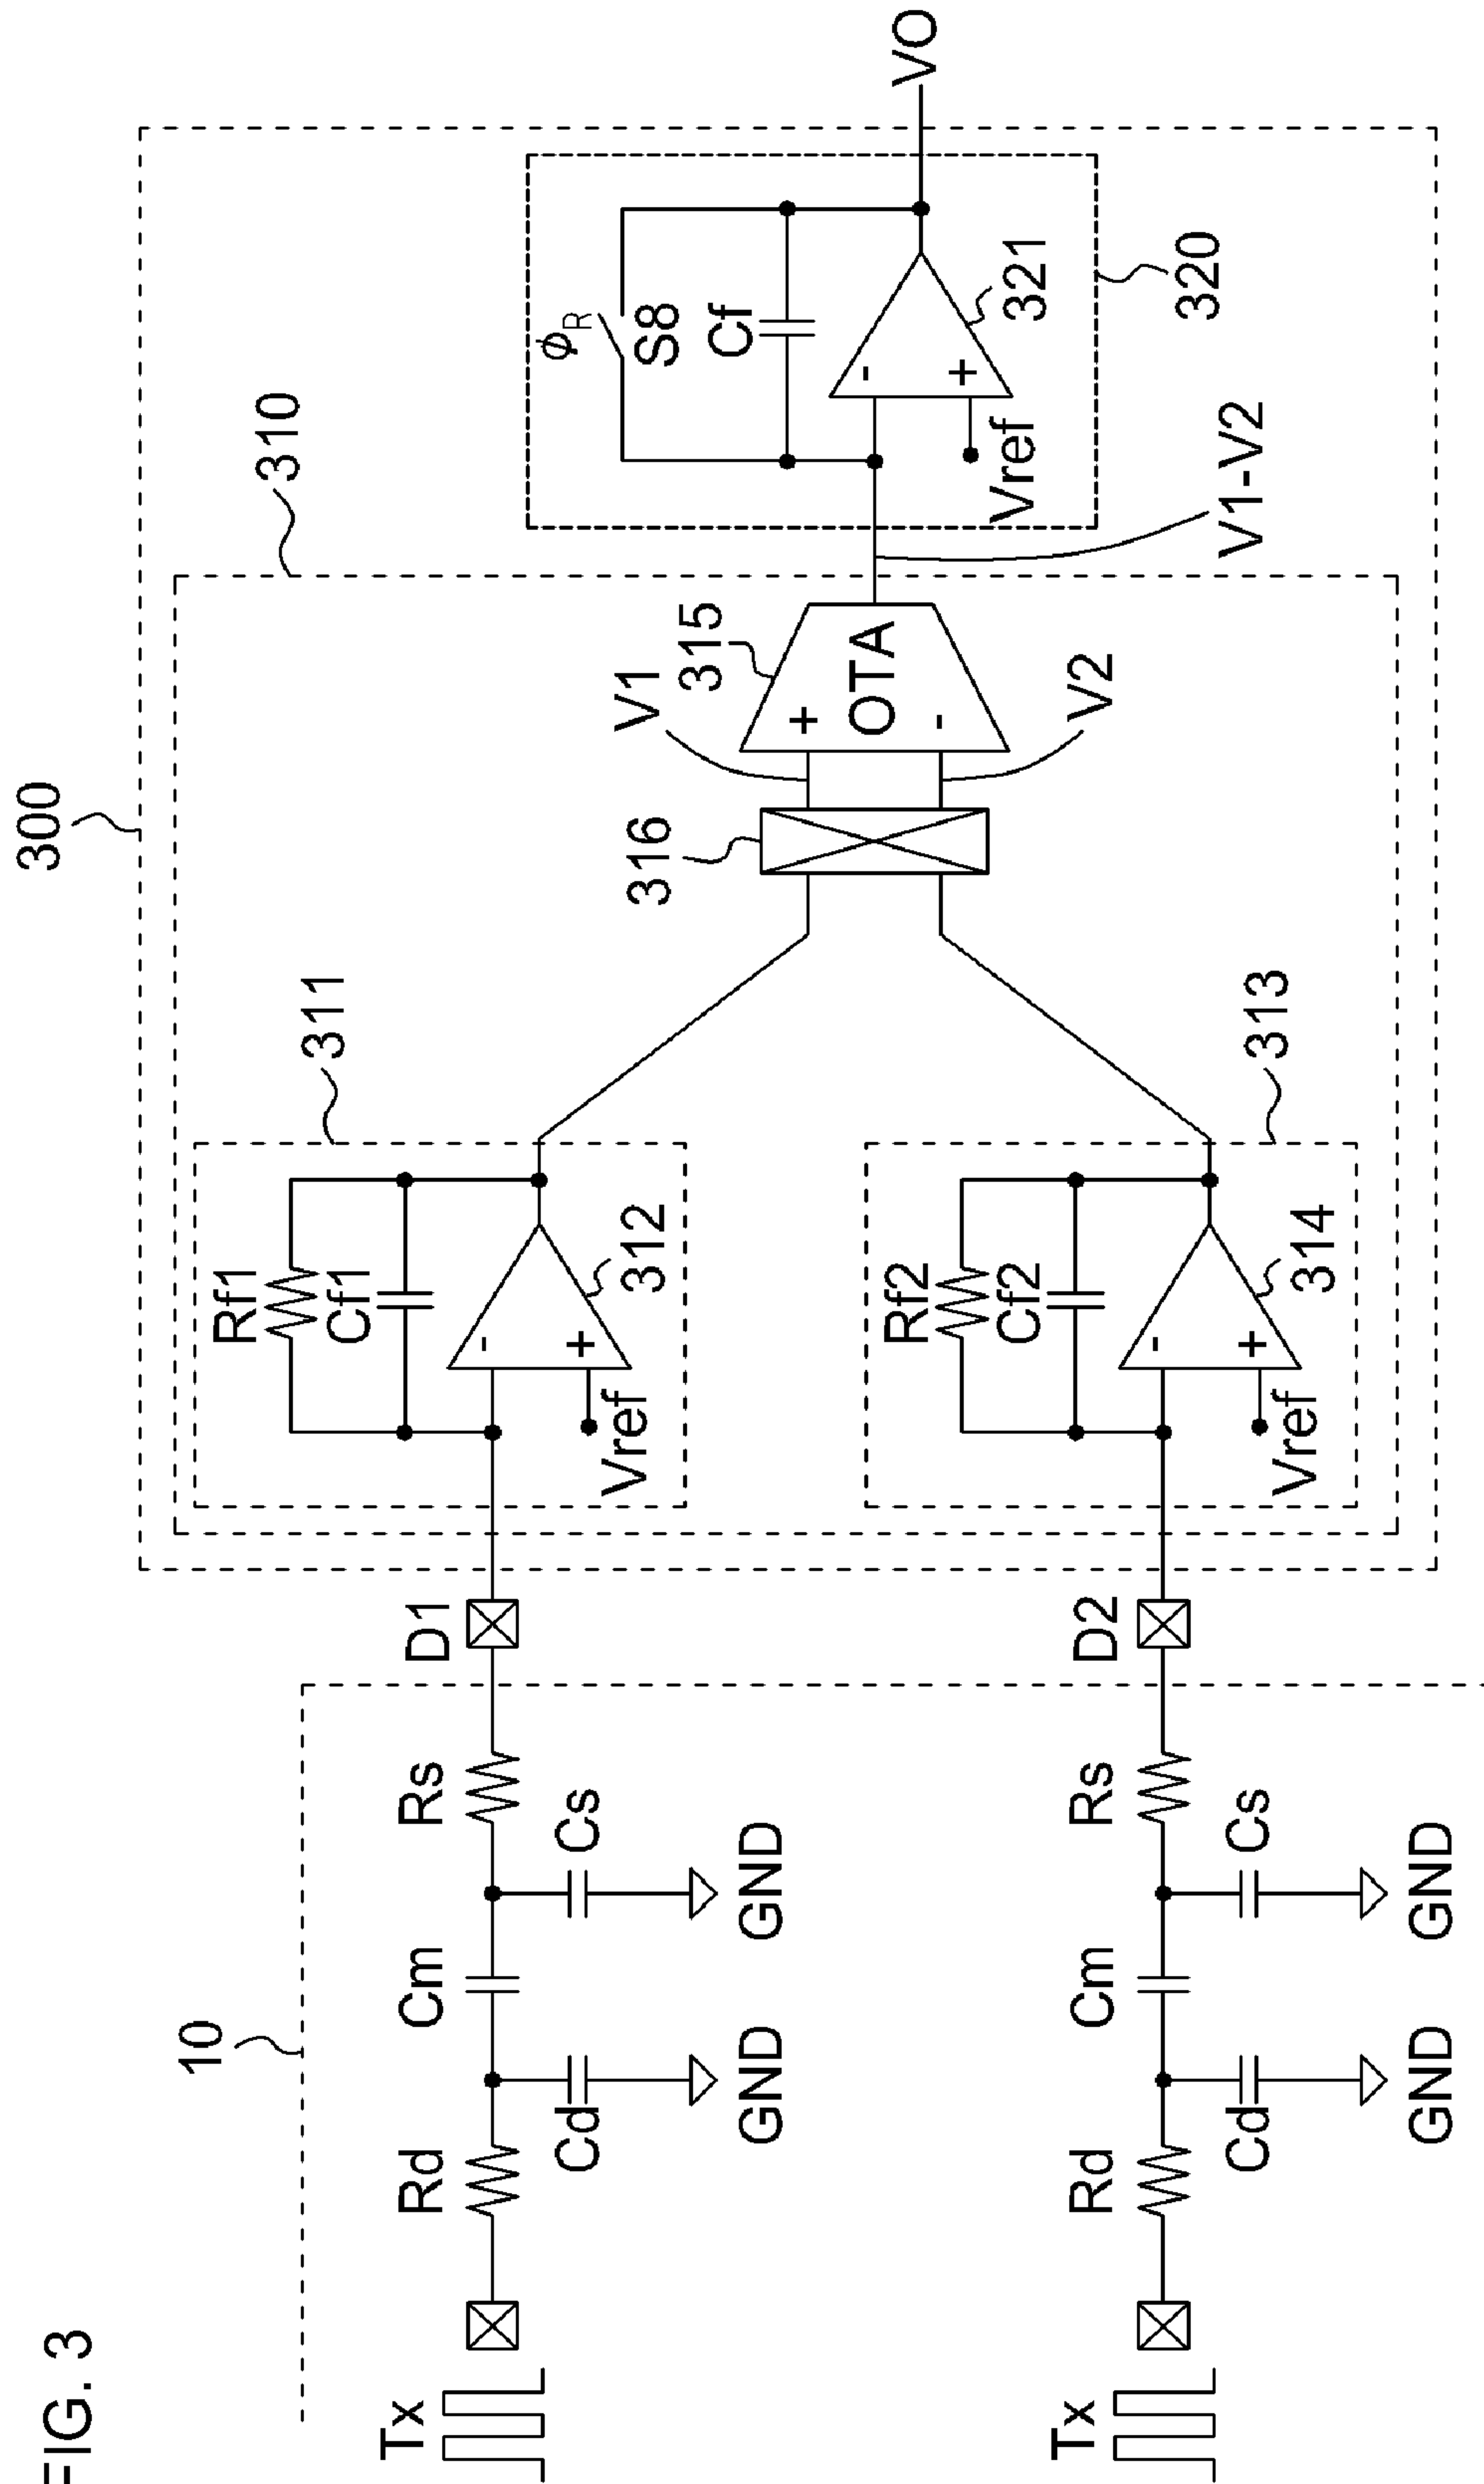 FIG. 3
300
310
10
311
Rf1
Cf1
-
+
312
Vref
Tx
Rd
Cd
GND
Cm
Cs
GND
Rs
D1
316
V1
315
+
OTA
-
V2
ϕR
S8
Cf
-
+
321
Vref
320
VO
V1-V2
313
Rf2
Cf2
-
+
314
Vref
Tx
Rd
Cd
GND
Cm
Cs
GND
Rs
D2